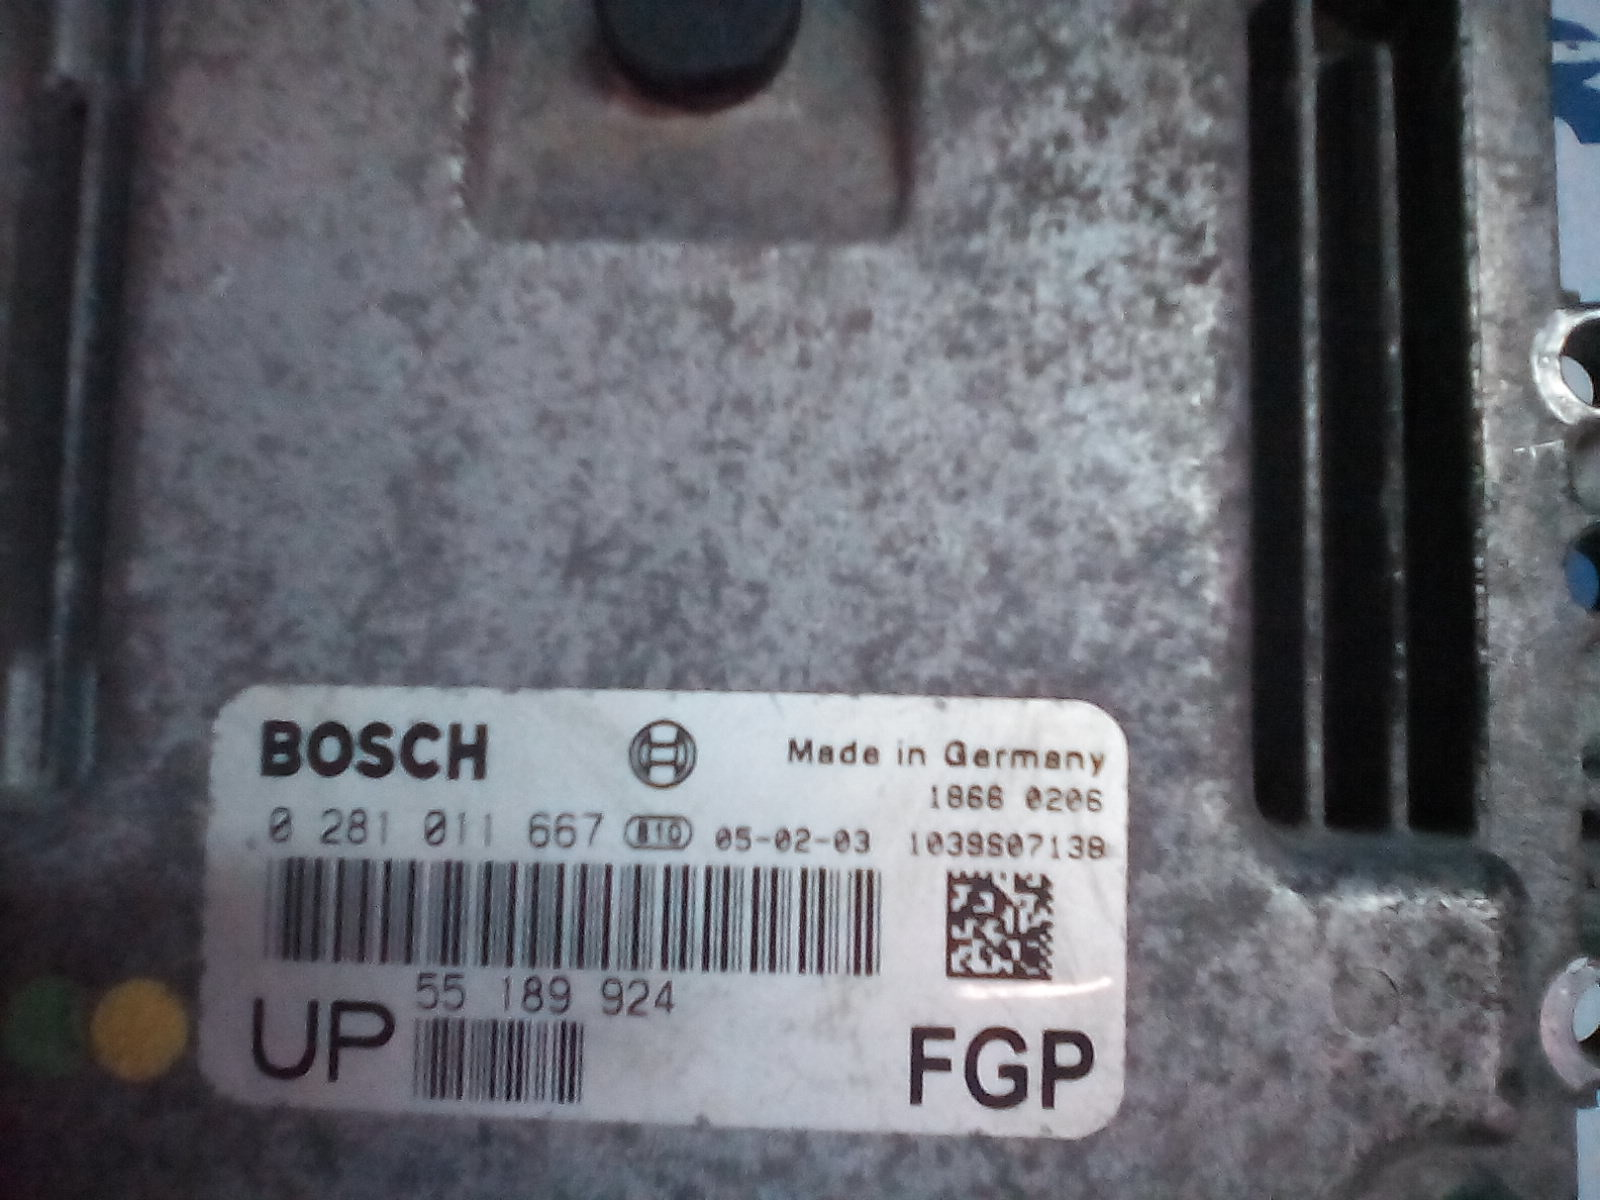 BOSCH
Made in Germany
1868 0206
0 281 011 667 B10 05-02-03 1039S07138
55 189 924
UP
FGP